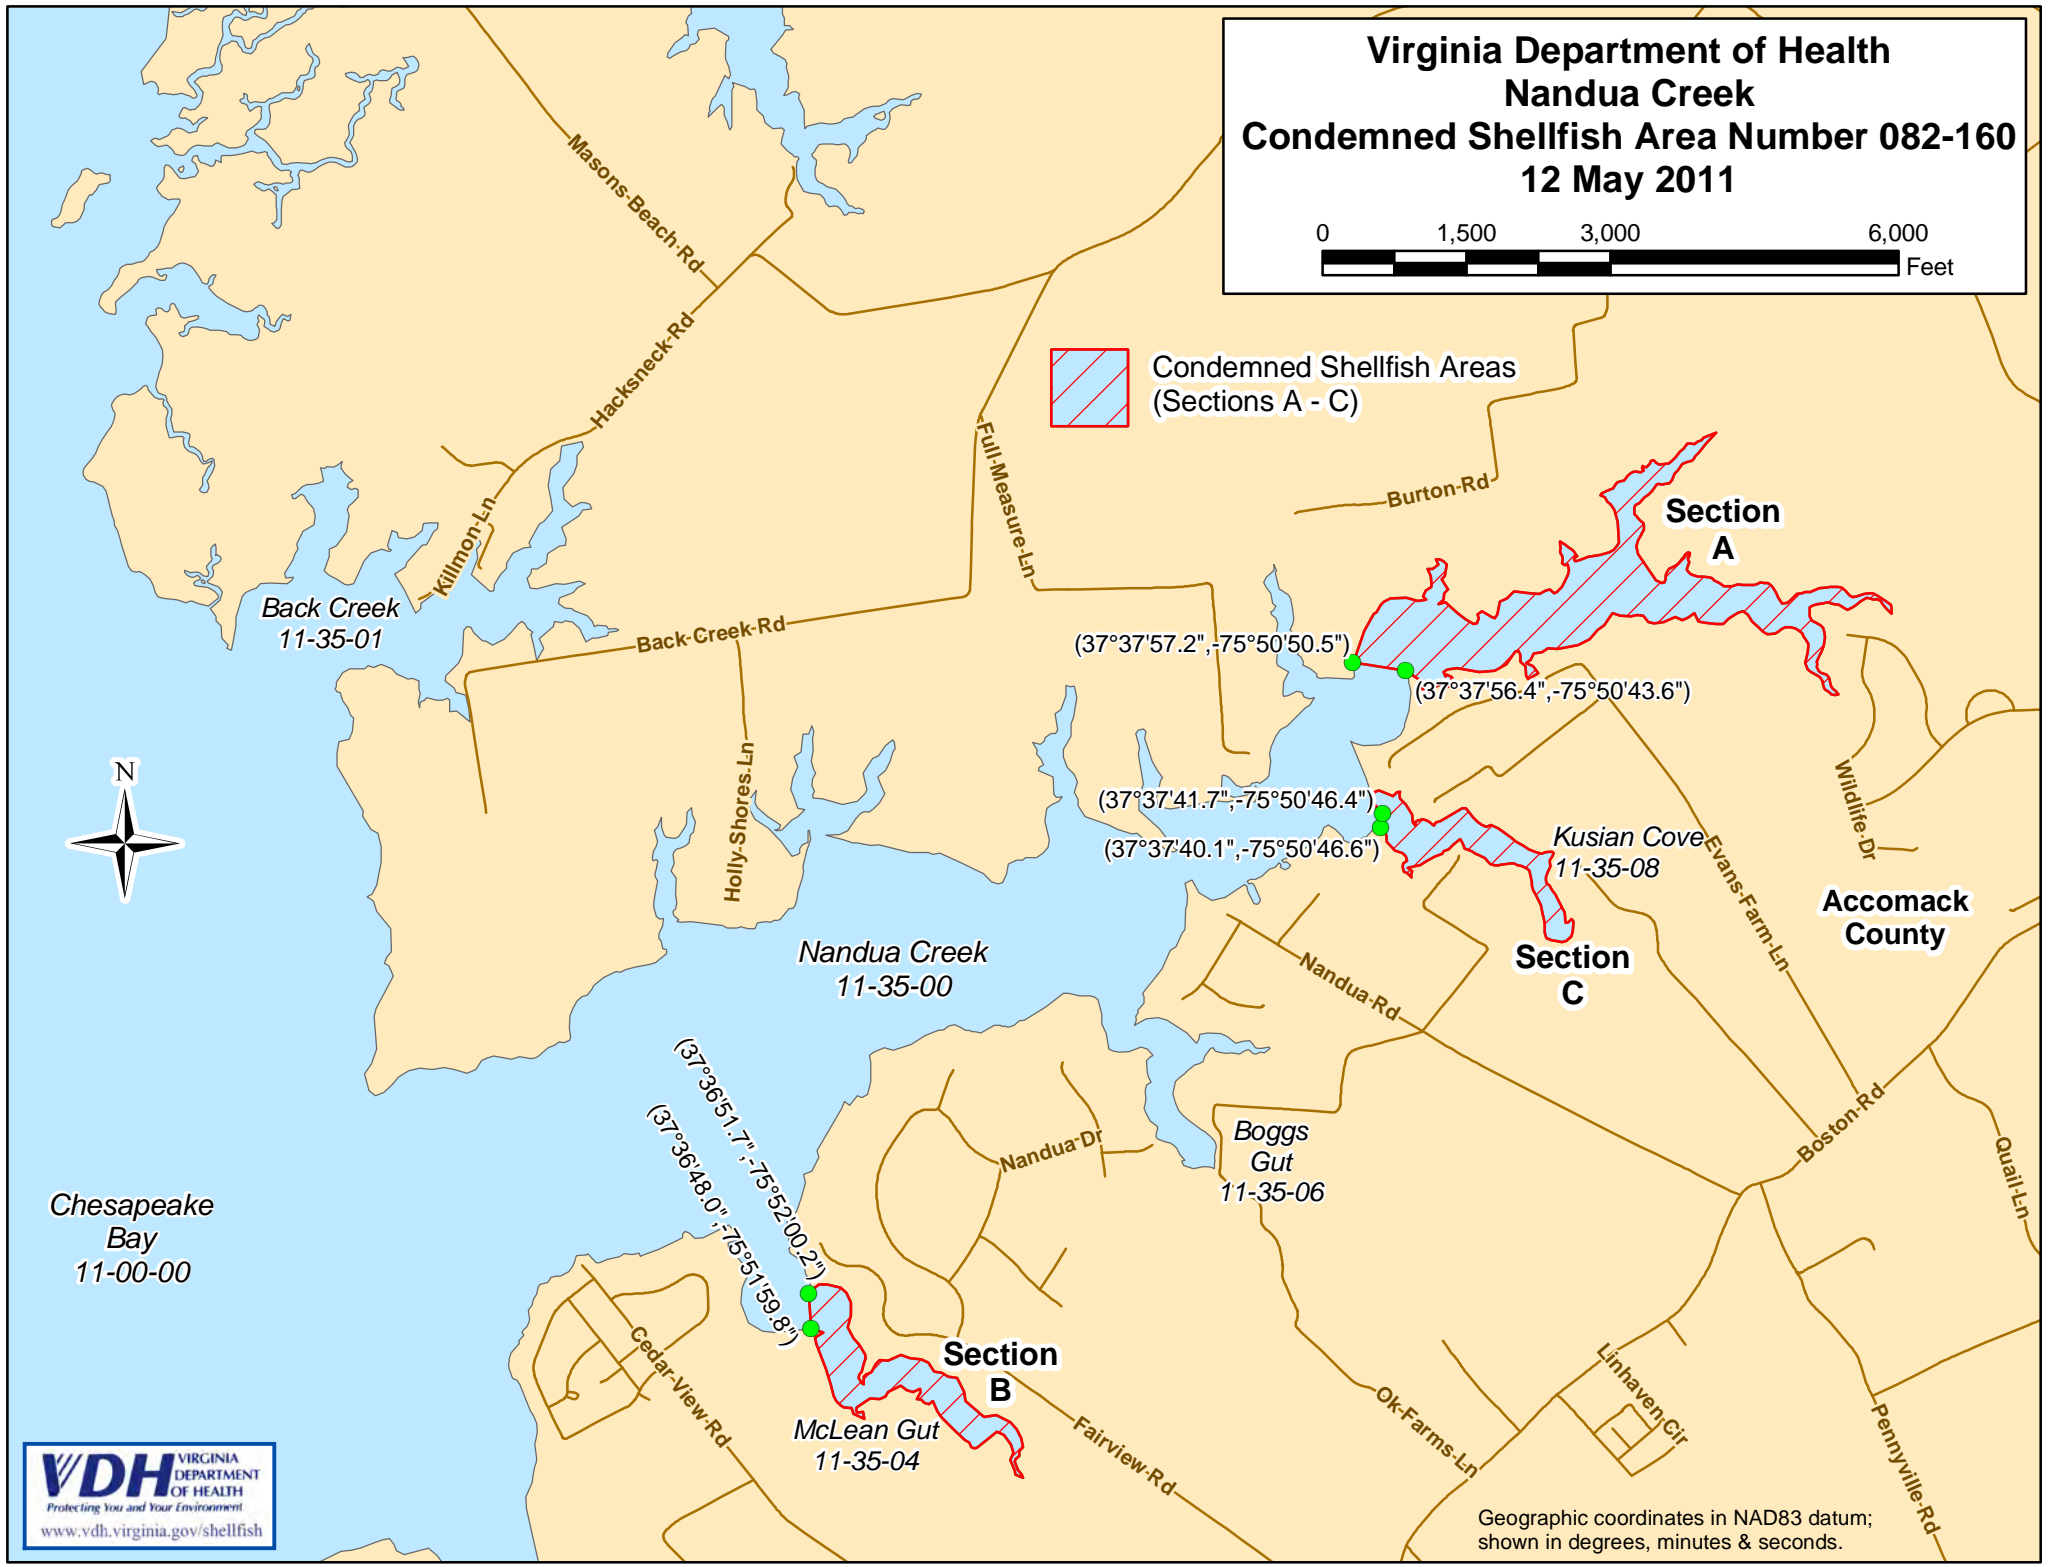 Virginia Department of Health
Nandua Creek
Condemned Shellfish Area Number 082-160
12 May 2011
0 1,500 3,000 6,000
Feet
Condemned Shellfish Areas
(Sections A - C)
Masons-Beach-Rd
Hacksneck-Rd
Full-Measure-Ln
Burton-Rd
Section
A
Killmon-Ln
Back Creek
11-35-01
Back-Creek-Rd
(37°37'57.2",-75°50'50.5")
(37°37'56.4",-75°50'43.6")
N
Holly-Shores-Ln
(37°37'41.7",-75°50'46.4")
(37°37'40.1",-75°50'46.6")
Kusian Cove
11-35-08
Wildlife-Dr
Evans-Farm-Ln
Accomack
County
Nandua Creek
11-35-00
Nandua-Rd
Section
C
(37°36'51.7",-75°52'00.2")
(37°36'48.0",-75°51'59.8")
Nandua-Dr
Boggs
Gut
11-35-06
Boston-Rd
Quail-Ln
Chesapeake
Bay
11-00-00
Cedar-View-Rd
Section
B
McLean Gut
11-35-04
Fairview-Rd
Ok-Farms-Ln
Linhaven-Cir
Pennyville-Rd
VDH VIRGINIA
DEPARTMENT
OF HEALTH
Protecting You and Your Environment
www.vdh.virginia.gov/shellfish
Geographic coordinates in NAD83 datum;
shown in degrees, minutes & seconds.